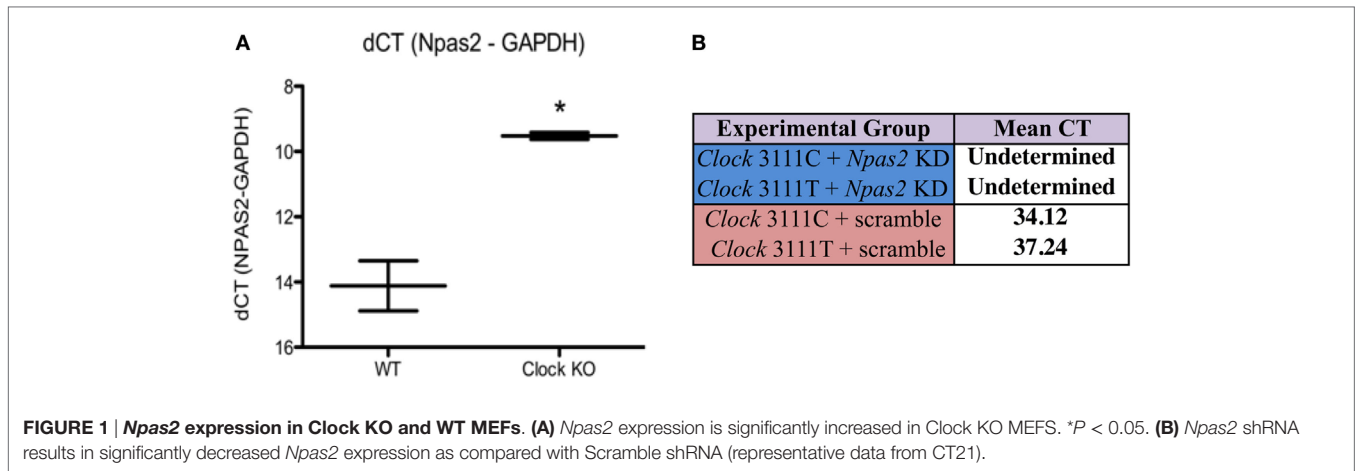 A
dCT (Npas2 - GAPDH)
dCT (NPAS2-GAPDH)
8
10
12
14
16
*
WT
Clock KO
B
Experimental Group Mean CT
Clock 3111C + Npas2 KD Undetermined
Clock 3111T + Npas2 KD Undetermined
Clock 3111C + scramble 34.12
Clock 3111T + scramble 37.24
FIGURE 1 | Npas2 expression in Clock KO and WT MEFs. (A) Npas2 expression is significantly increased in Clock KO MEFS. *P < 0.05. (B) Npas2 shRNA
results in significantly decreased Npas2 expression as compared with Scramble shRNA (representative data from CT21).